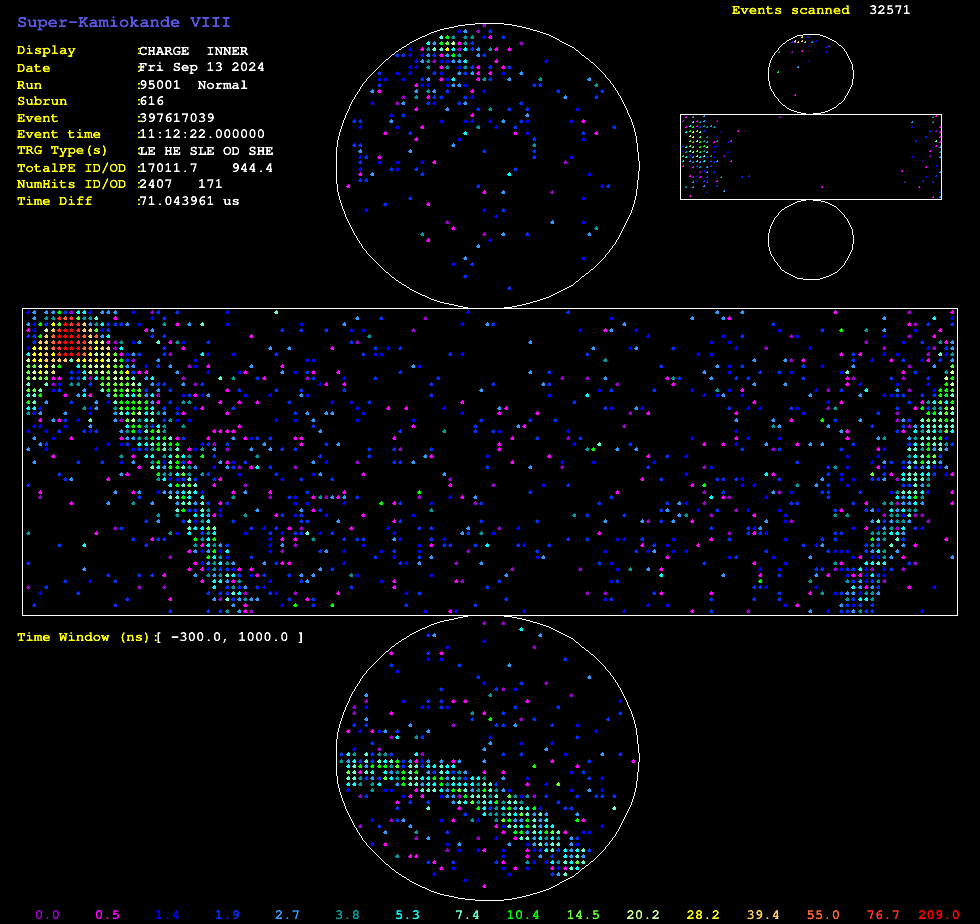 Super-Kamiokande VIII
Display :CHARGE INNER
Date :Fri Sep 13 2024
Run :95001 Normal
Subrun :616
Event :397617039
Event time :11:12:22.000000
TRG Type(s) :LE HE SLE OD SHE
TotalPE ID/OD :17011.7 944.4
NumHits ID/OD :2407 171
Time Diff :71.043961 us
Events scanned 32571
Time Window (ns):[ -300.0, 1000.0 ]
0.0 0.5 1.4 1.9 2.7 3.8 5.3 7.4 10.4 14.5 20.2 28.2 39.4 55.0 76.7 209.0